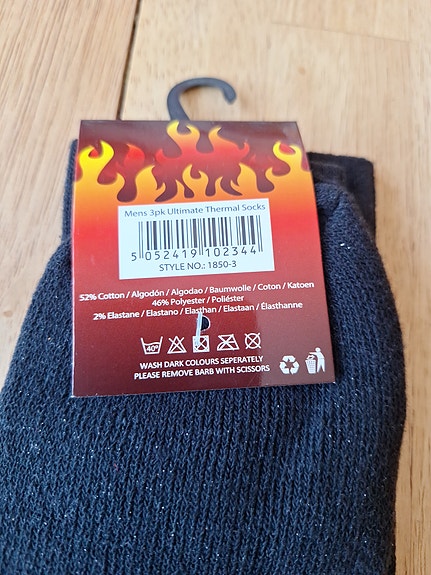 Mens 3pk Ultimate Thermal Socks
5 052419 102344
STYLE NO.: 1850-3
52% Cotton / Algodón / Algodao / Baumwolle / Coton / Katoen
46% Polyester / Poliéster
2% Elastane / Elastano / Elasthan / Elastaan / Élasthanne
40°
WASH DARK COLOURS SEPERATELY
PLEASE REMOVE BARB WITH SCISSORS